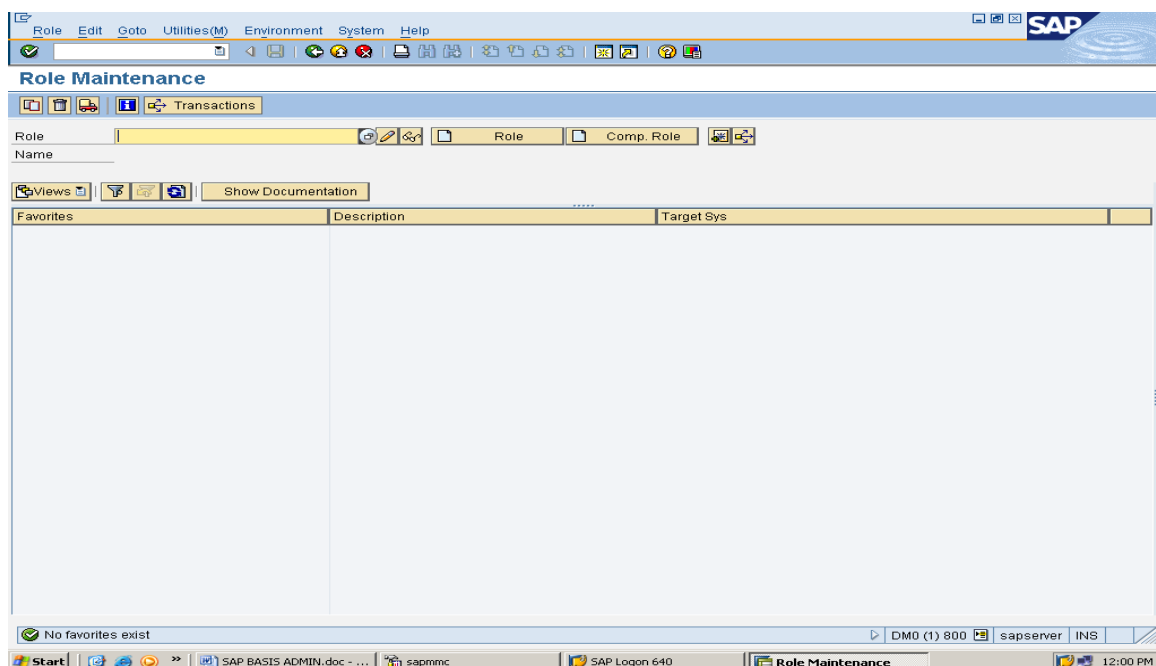 Role Edit Goto Utilities(M) Environment System Help
SAP
Role Maintenance
Transactions
Role Role Comp. Role
Name
Views Show Documentation
Favorites Description Target Sys
No favorites exist DM0 (1) 800 sapserver INS
Start » SAP BASIS ADMIN.doc - ... sapmmc SAP Logon 640 Role Maintenance 12:00 PM